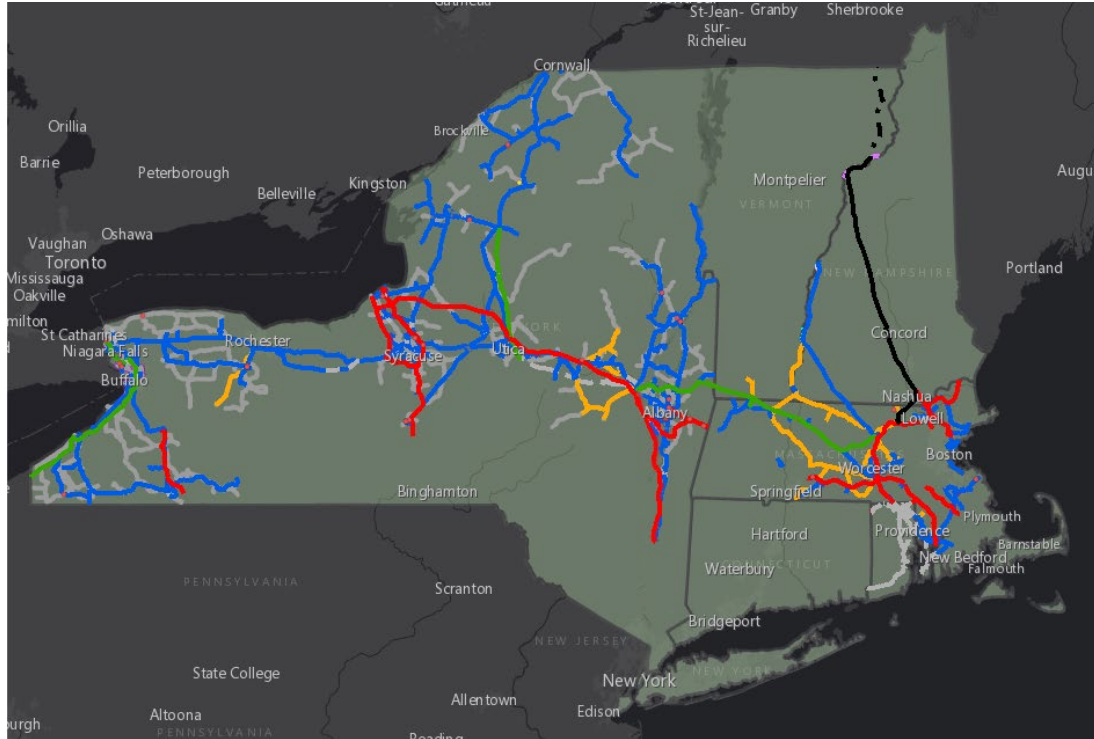 St-Jean-
sur-
Richelieu
Granby
Sherbrooke
Cornwall
Orillia
Barrie
Brockville
Peterborough
Belleville
Kingston
Montpelier
VERMONT
Vaughan
Oshawa
Toronto
Mississauga
Oakville
Portland
NEW HAMPSHIRE
St Catharines
Niagara Falls
Rochester
Syracuse
Utica
Concord
Buffalo
Albany
Nashua
Lowell
MASSACHUSETTS
Boston
Worcester
Binghamton
Springfield
Plymouth
Hartford
Providence
Barnstable
New Bedford
Falmouth
Waterbury
PENNSYLVANIA
Scranton
Bridgeport
NEW JERSEY
NEW YORK
State College
New York
Allentown
Edison
Altoona
PENNSYLVANIA